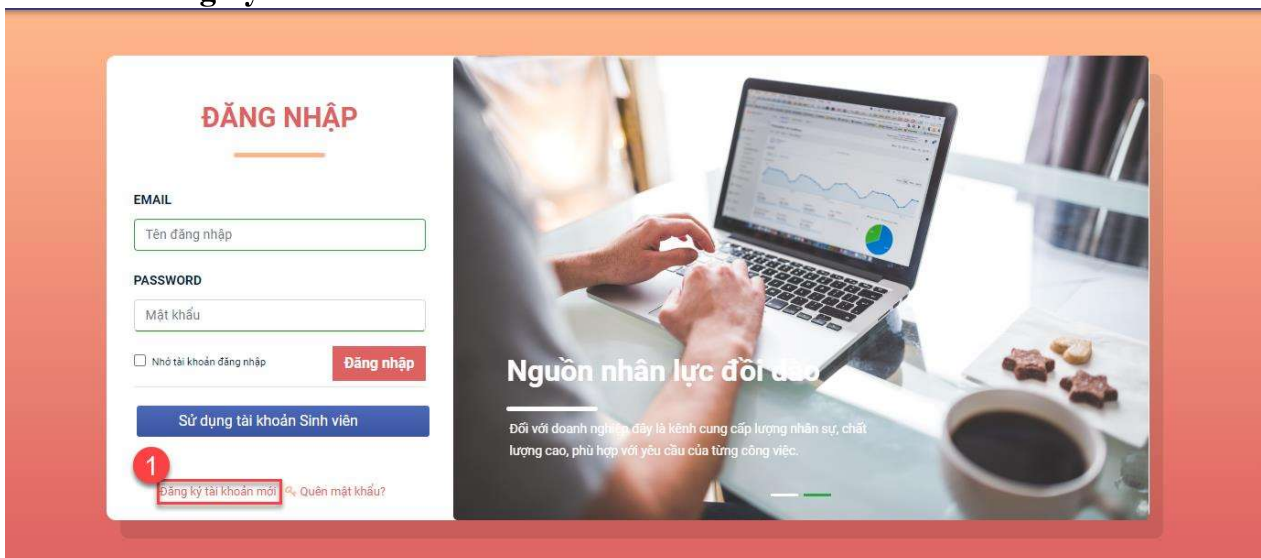 ĐĂNG NHẬP
EMAIL
Tên đăng nhập
PASSWORD
Mật khẩu
Nhớ tài khoản đăng nhập
Đăng nhập
Sử dụng tài khoản Sinh viên
1
Đăng ký tài khoản mới
Quên mật khẩu?
Nguồn nhân lực đồi dào
Đối với doanh nghiệp đây là kênh cung cấp lượng nhân sự, chất
lượng cao, phù hợp với yêu cầu của từng công việc.